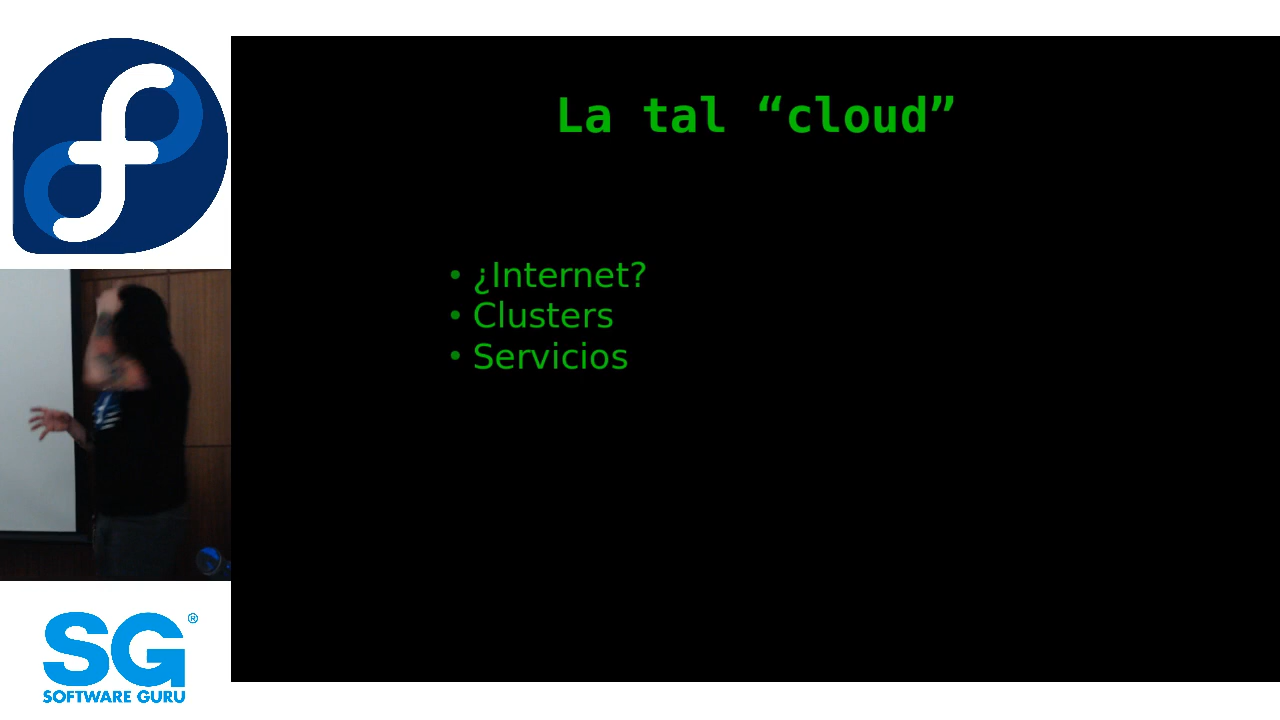 La tal “cloud”
• ¿Internet?
• Clusters
• Servicios
SG®
SOFTWARE GURU